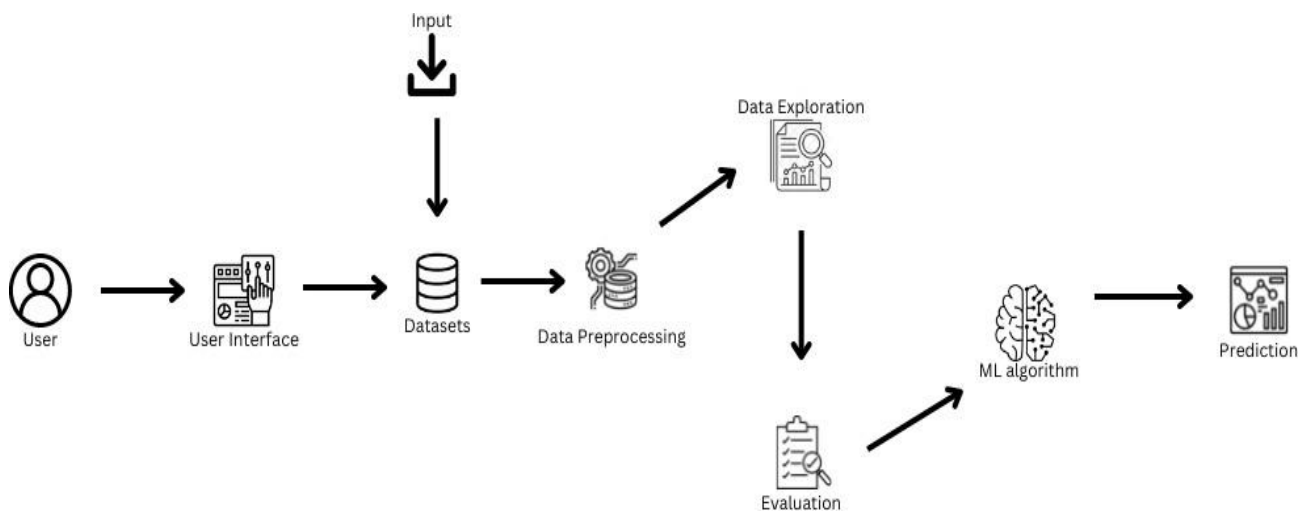 Input
Data Exploration
User
User Interface
Datasets
Data Preprocessing
ML algorithm
Prediction
Evaluation